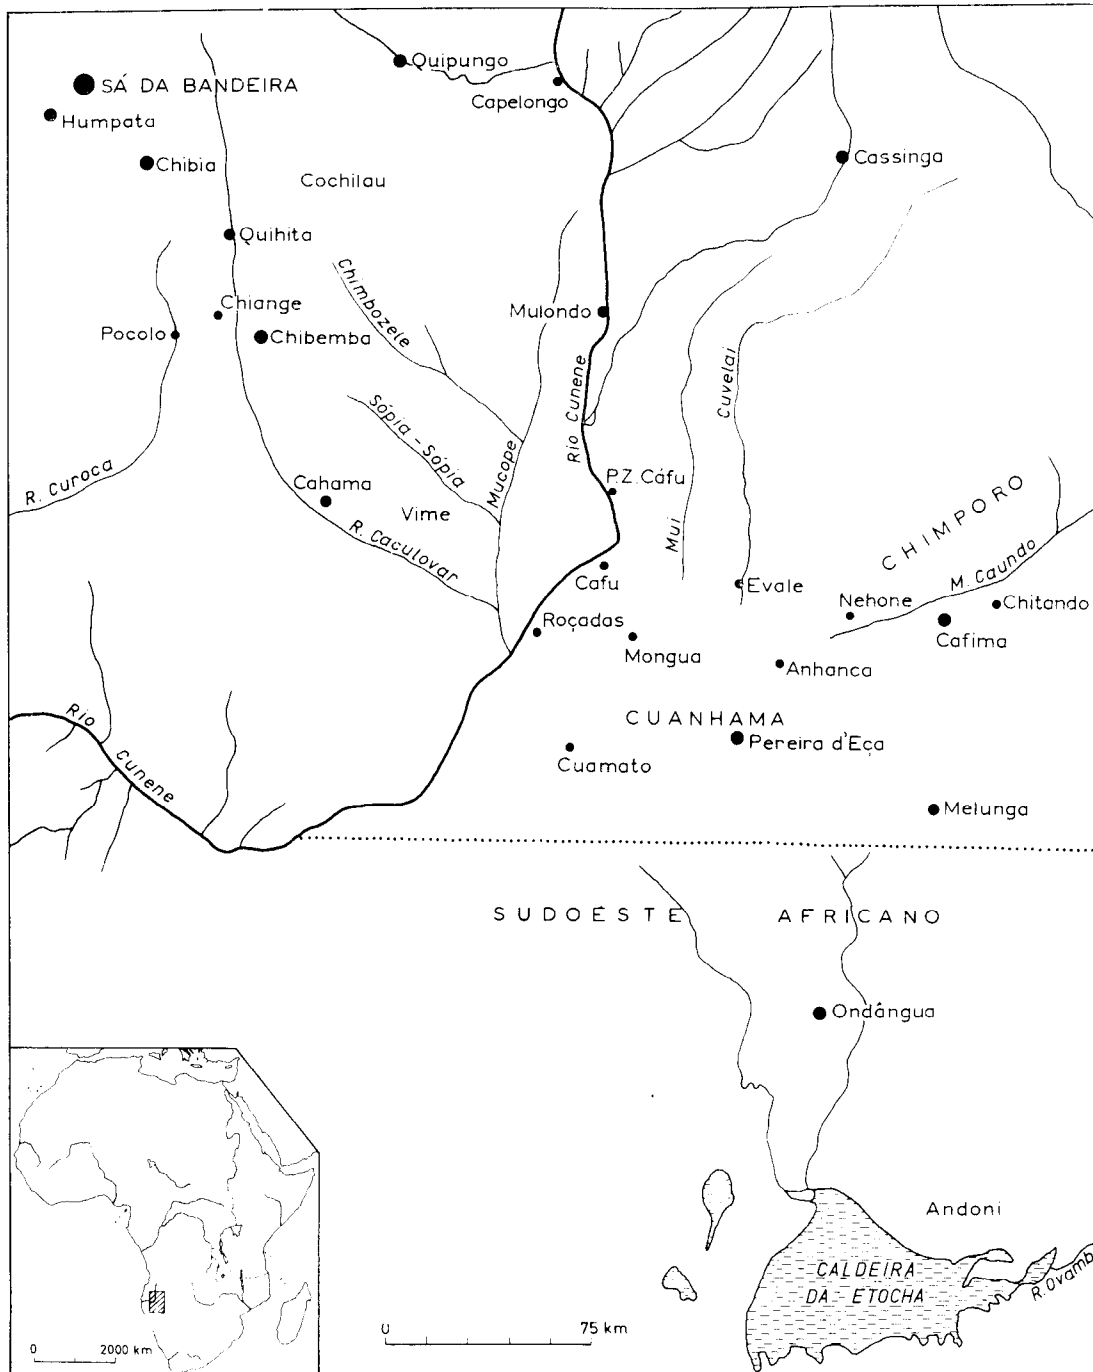 Quipungo
SÁ DA BANDEIRA
Capelongo
Humpata
Cassinga
Chibia
Cochilau
Quihita
Chimbozele
Chiange
Mulondo
Pocolo
Chibemba
Rio Cunene
Cuvelai
Sópia-Sópia
Mucope
R. Curoca
Cahama
Vime
P.Z. Cáfu
Mui
CHIMPORO
R. Caculovar
Cafu
Evale
M. Caundo
Nehone
Chitando
Roçadas
Cafima
Mongua
Anhanca
Rio Cunene
CUANHAMA
Pereira d'Eça
Cuamato
Melunga
SUDOÉSTE AFRICANO
Ondângua
Andoni
CALDEIRA
DA ETOCHA
R. Ovamb
0 2000 km
0 75 km